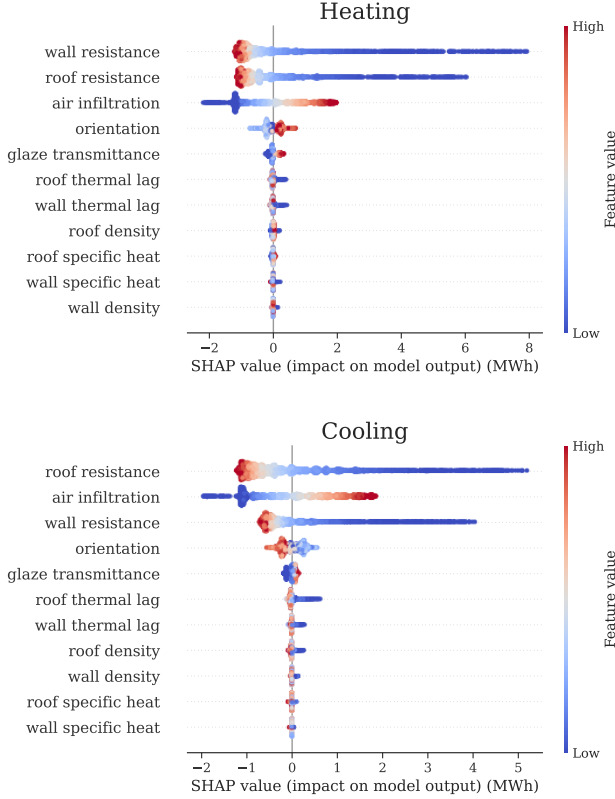 Heating
High
wall resistance
roof resistance
air infiltration
orientation
glaze transmittance
roof thermal lag
wall thermal lag
roof density
roof specific heat
wall specific heat
wall density
Feature value
Low
−2 0 2 4 6 8
SHAP value (impact on model output) (MWh)
Cooling
High
roof resistance
air infiltration
wall resistance
orientation
glaze transmittance
roof thermal lag
wall thermal lag
roof density
wall density
roof specific heat
wall specific heat
Feature value
Low
−2 −1 0 1 2 3 4 5
SHAP value (impact on model output) (MWh)